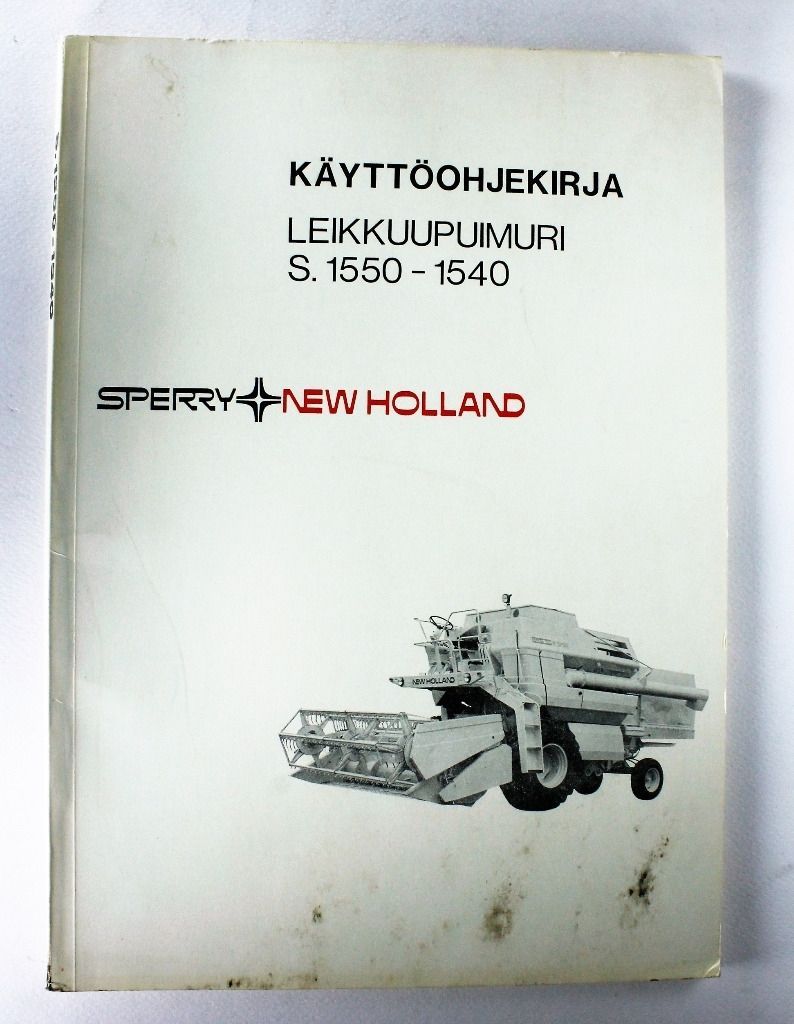 KÄYTTÖOHJEKIRJA
LEIKKUUPUIMURI
S. 1550 - 1540
SPERRY NEW HOLLAND
NEW HOLLAND